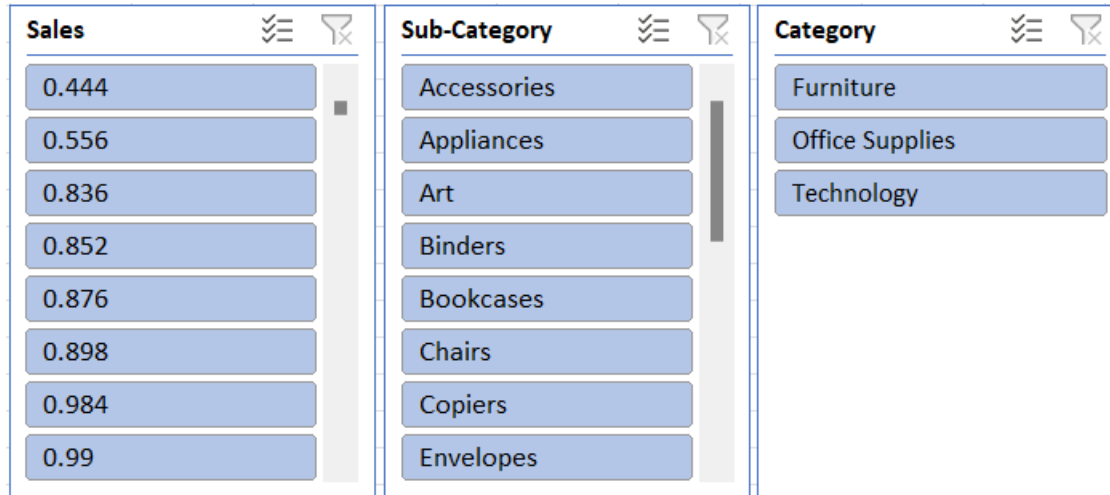 Sales
0.444
0.556
0.836
0.852
0.876
0.898
0.984
0.99
Sub-Category
Accessories
Appliances
Art
Binders
Bookcases
Chairs
Copiers
Envelopes
Category
Furniture
Office Supplies
Technology